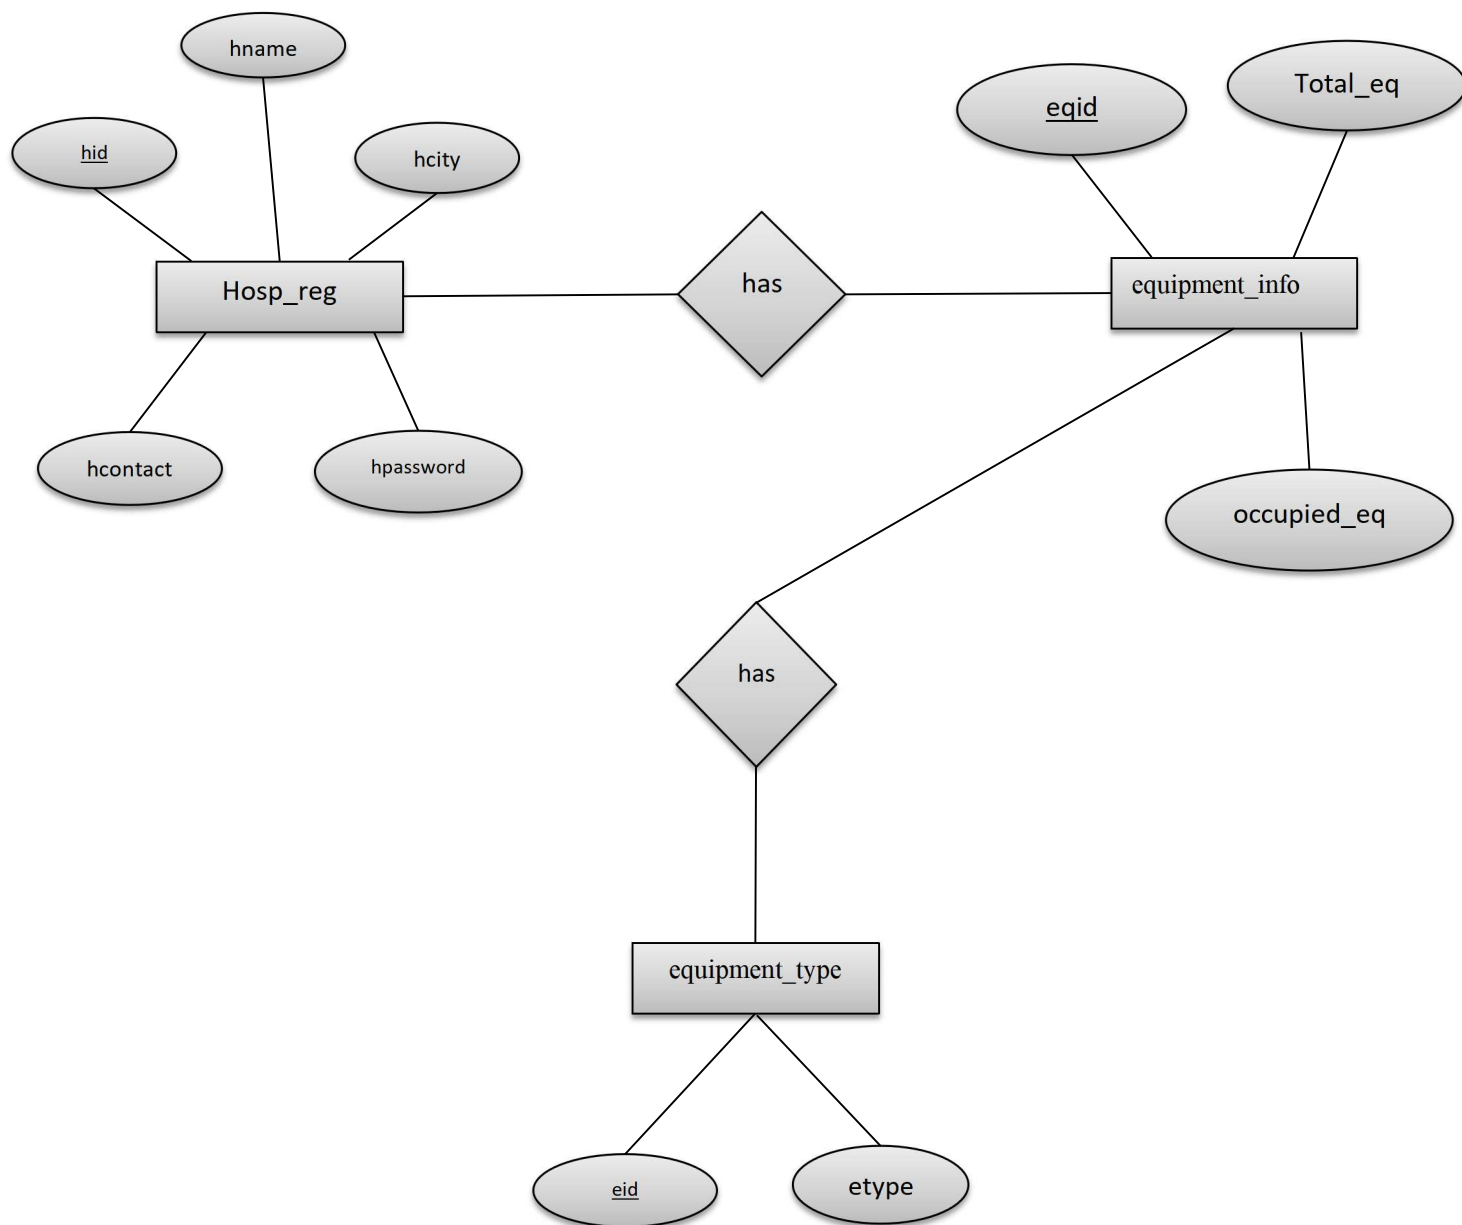 hname
hid
hcity
Hosp_reg
hcontact
hpassword
has
eqid
Total_eq
equipment_info
occupied_eq
has
equipment_type
eid
etype